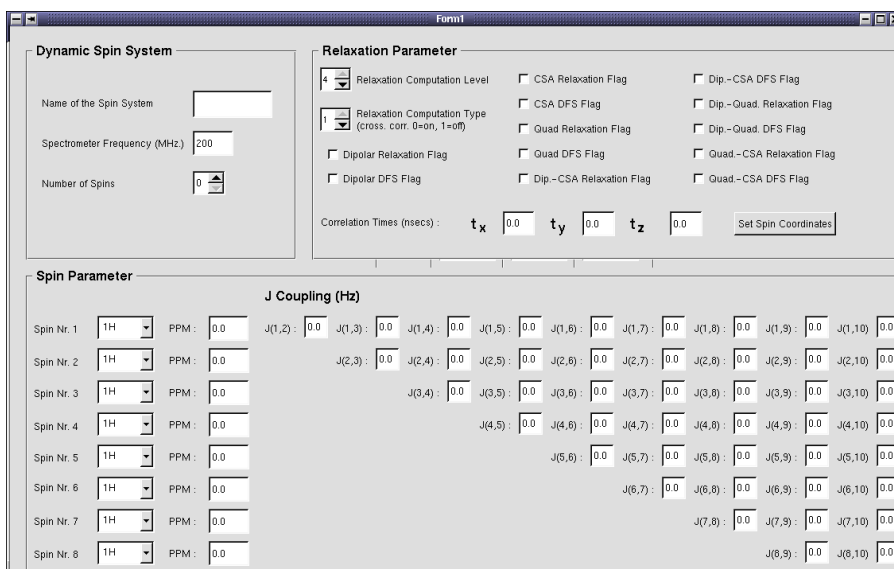 Form1
Dynamic Spin System
Name of the Spin System
Spectrometer Frequency (MHz.) 200
Number of Spins 0
Relaxation Parameter
4 Relaxation Computation Level
1 Relaxation Computation Type
(cross. corr. 0=on, 1=off)
Dipolar Relaxation Flag
Dipolar DFS Flag
CSA Relaxation Flag
CSA DFS Flag
Quad Relaxation Flag
Quad DFS Flag
Dip.-CSA Relaxation Flag
Dip.-CSA DFS Flag
Dip.-Quad. Relaxation Flag
Dip.-Quad. DFS Flag
Quad.-CSA Relaxation Flag
Quad.-CSA DFS Flag
Correlation Times (nsecs) : tx 0.0 ty 0.0 tz 0.0 Set Spin Coordinates
Spin Parameter
J Coupling (Hz)
Spin Nr. 1 1H PPM : 0.0 J(1,2) : 0.0 J(1,3) : 0.0 J(1,4) : 0.0 J(1,5) : 0.0 J(1,6) : 0.0 J(1,7) : 0.0 J(1,8) : 0.0 J(1,9) : 0.0 J(1,10) 0.0
Spin Nr. 2 1H PPM : 0.0 J(2,3) : 0.0 J(2,4) : 0.0 J(2,5) : 0.0 J(2,6) : 0.0 J(2,7) : 0.0 J(2,8) : 0.0 J(2,9) : 0.0 J(2,10) 0.0
Spin Nr. 3 1H PPM : 0.0 J(3,4) : 0.0 J(3,5) : 0.0 J(3,6) : 0.0 J(3,7) : 0.0 J(3,8) : 0.0 J(3,9) : 0.0 J(3,10) 0.0
Spin Nr. 4 1H PPM : 0.0 J(4,5) : 0.0 J(4,6) : 0.0 J(4,7) : 0.0 J(4,8) : 0.0 J(4,9) : 0.0 J(4,10) 0.0
Spin Nr. 5 1H PPM : 0.0 J(5,6) : 0.0 J(5,7) : 0.0 J(5,8) : 0.0 J(5,9) : 0.0 J(5,10) 0.0
Spin Nr. 6 1H PPM : 0.0 J(6,7) : 0.0 J(6,8) : 0.0 J(6,9) : 0.0 J(6,10) 0.0
Spin Nr. 7 1H PPM : 0.0 J(7,8) : 0.0 J(7,9) : 0.0 J(7,10) 0.0
Spin Nr. 8 1H PPM : 0.0 J(8,9) : 0.0 J(8,10) 0.0